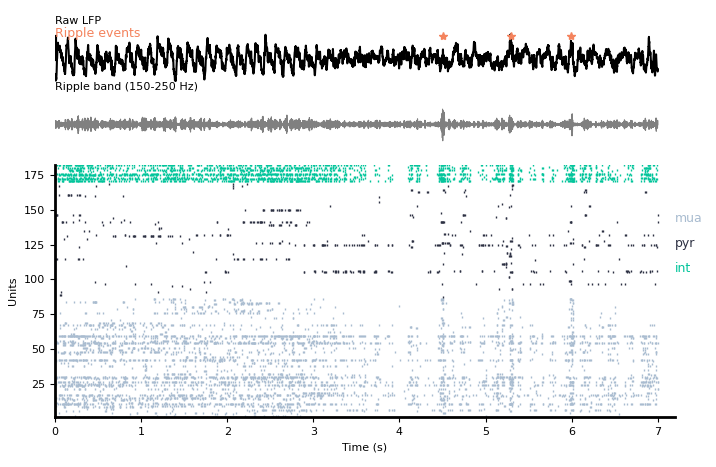 Raw LFP
Ripple events
Ripple band (150-250 Hz)
175
150
125
100
75
50
25
Units
mua
pyr
int
0 1 2 3 4 5 6 7
Time (s)